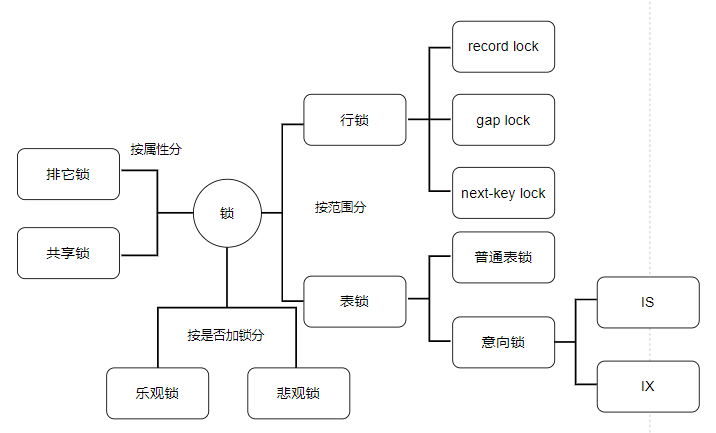 record lock
行锁
gap lock
按属性分
排它锁
next-key lock
锁
按范围分
共享锁
普通表锁
表锁
IS
按是否加锁分
意向锁
乐观锁
悲观锁
IX